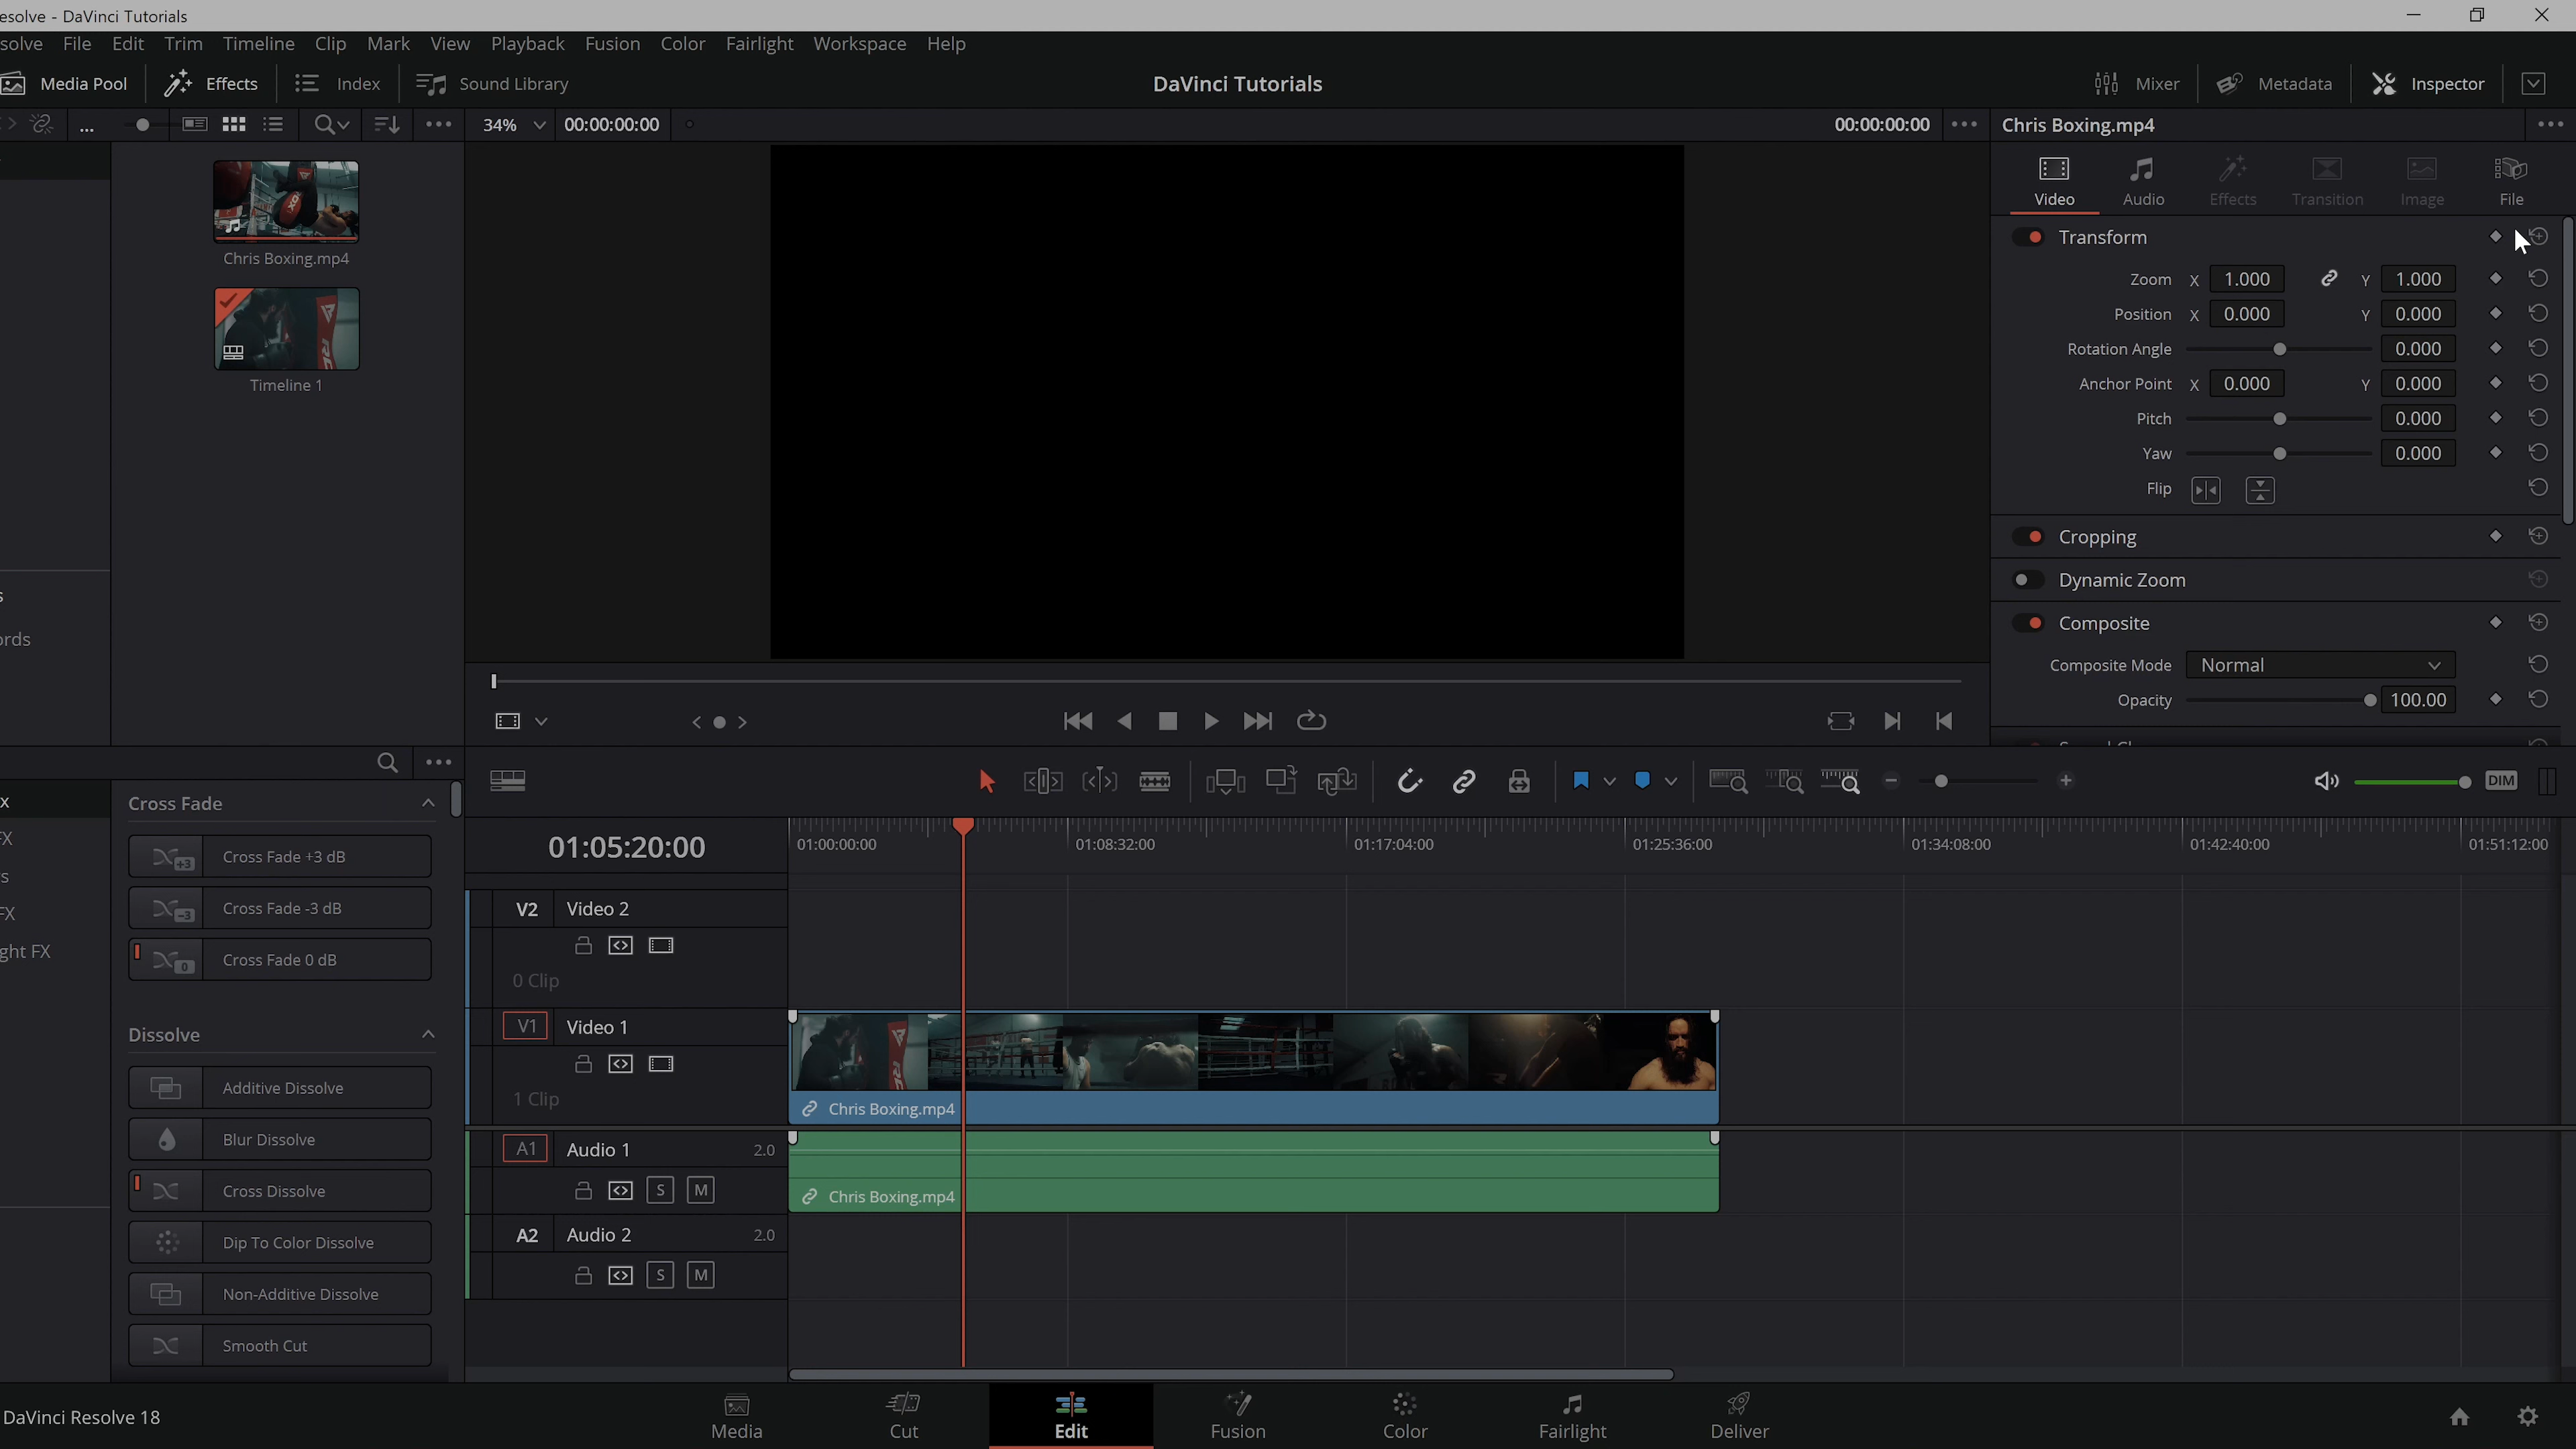 esolve - DaVinci Tutorials
solve File Edit Trim Timeline Clip Mark View Playback Fusion Color Fairlight Workspace Help
Media Pool Effects Index Sound Library DaVinci Tutorials Mixer Metadata Inspector
... 34% 00:00:00:00 00:00:00:00 ••• Chris Boxing.mp4
Chris Boxing.mp4
Timeline 1
Video Audio Effects Transition Image File
Transform
Zoom X 1.000 Y 1.000
Position X 0.000 Y 0.000
Rotation Angle 0.000
Anchor Point X 0.000 Y 0.000
Pitch 0.000
Yaw 0.000
Flip
Cropping
Dynamic Zoom
Composite
Composite Mode Normal
Opacity 100.00
s
ords
DIM
x
FX
s
FX
ght FX
Cross Fade
Cross Fade +3 dB
Cross Fade -3 dB
Cross Fade 0 dB
Dissolve
Additive Dissolve
Blur Dissolve
Cross Dissolve
Dip To Color Dissolve
Non-Additive Dissolve
Smooth Cut
01:05:20:00
01:00:00:00 01:08:32:00 01:17:04:00 01:25:36:00 01:34:08:00 01:42:40:00 01:51:12:00
V2 Video 2
0 Clip
V1 Video 1
1 Clip
Chris Boxing.mp4
A1 Audio 1 2.0
S M
Chris Boxing.mp4
A2 Audio 2 2.0
S M
DaVinci Resolve 18
Media Cut Edit Fusion Color Fairlight Deliver